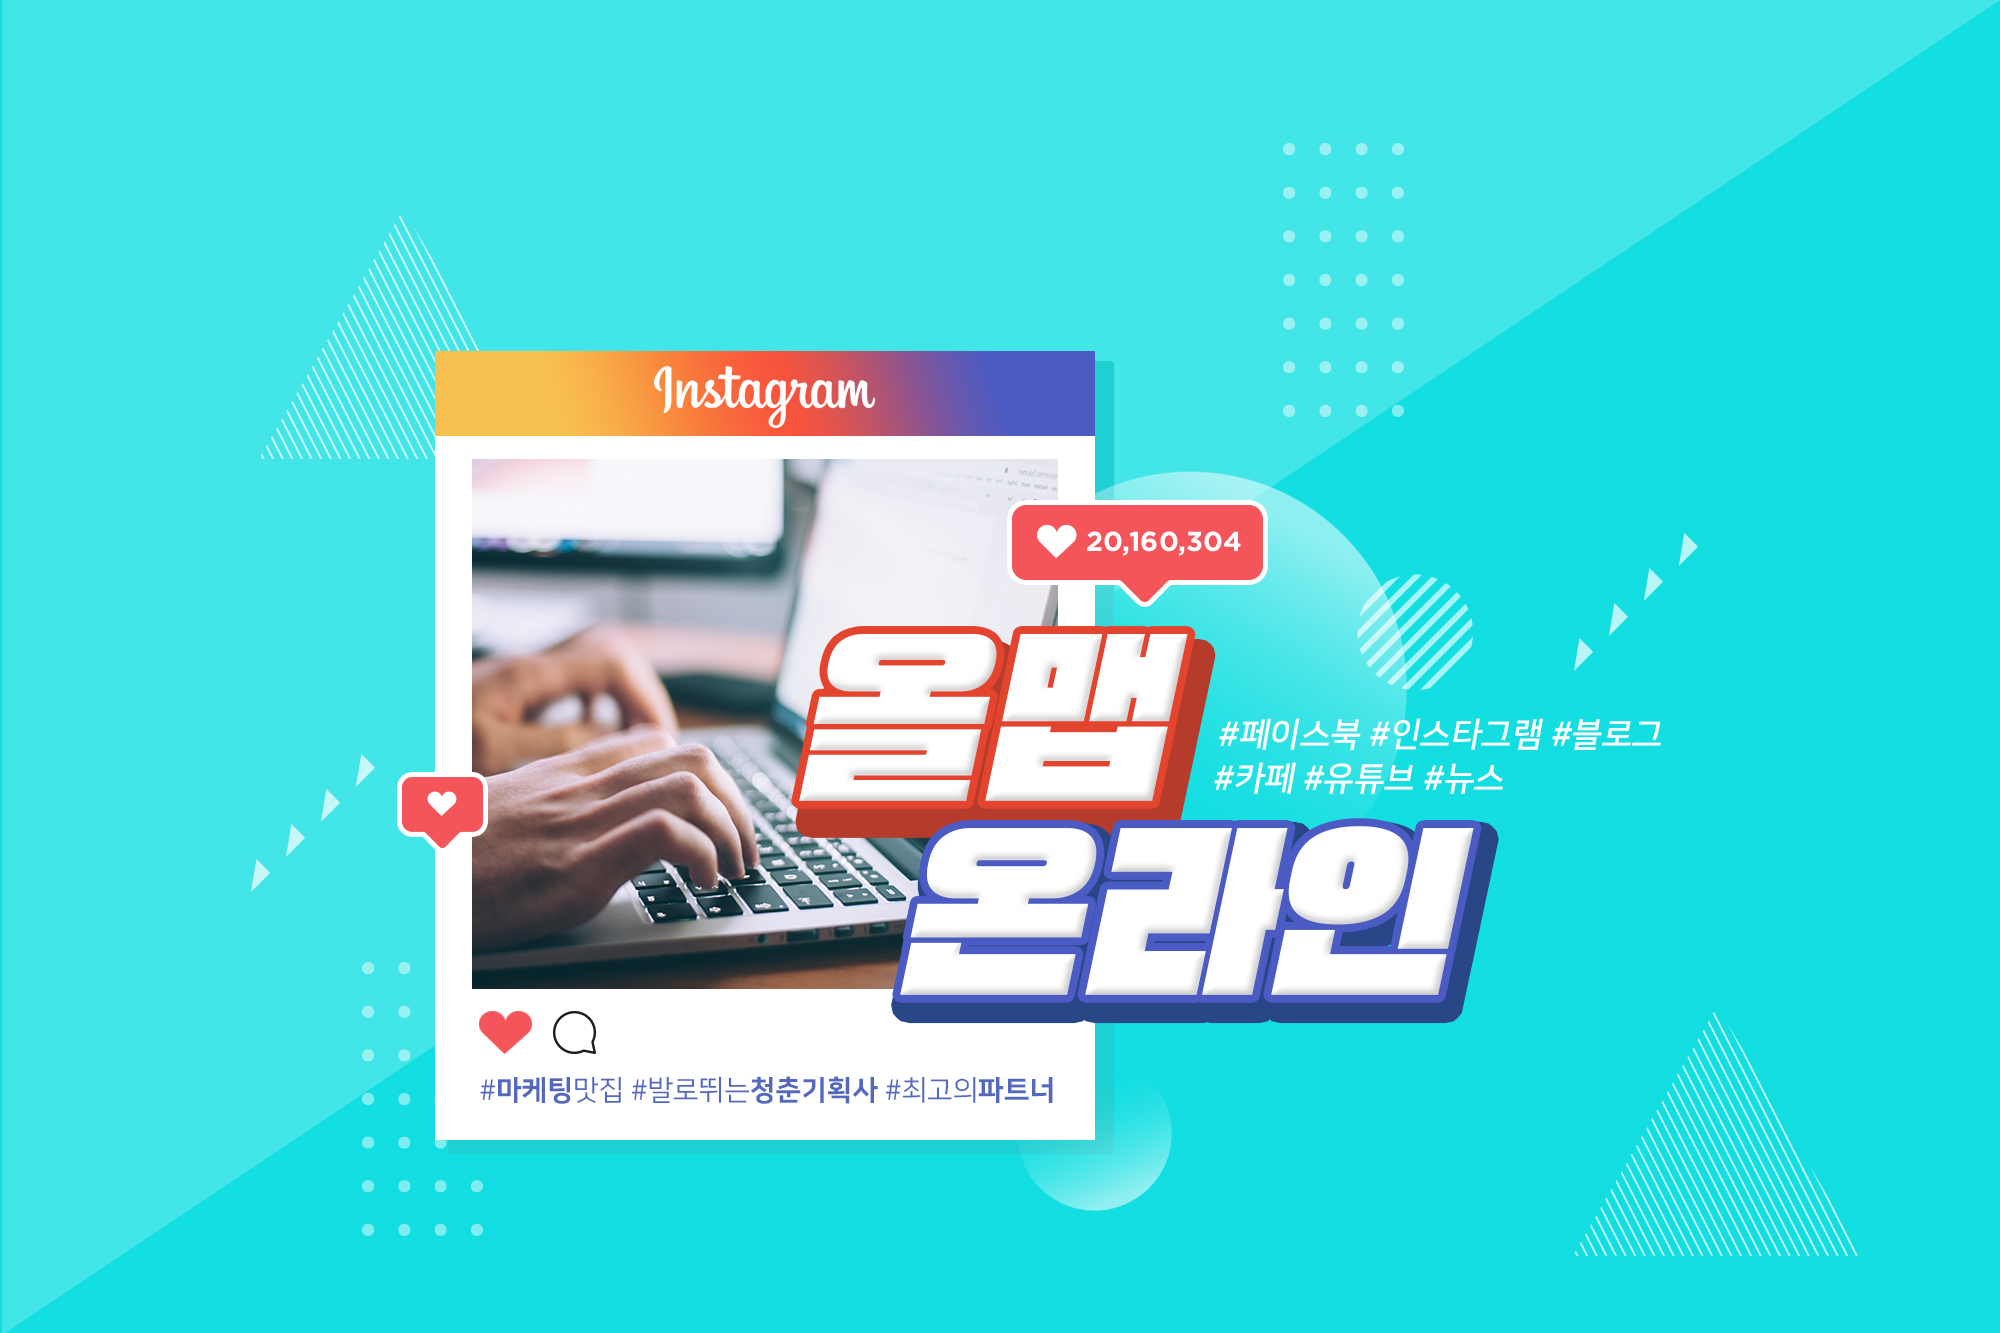 Instagram
20,160,304
올맵
#페이스북 #인스타그램 #블로그
#카페 #유튜브 #뉴스
온라인
#마케팅맛집 #발로뛰는청춘기획사 #최고의파트너